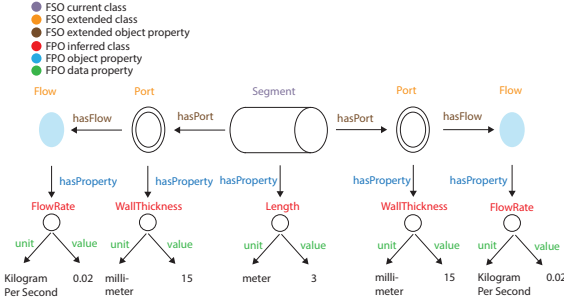 FSO current class
FSO extended class
FSO extended object property
FPO inferred class
FPO object property
FPO data property
Flow Port Segment Port Flow
hasFlow hasPort hasPort hasFlow
hasProperty hasProperty hasProperty hasProperty hasProperty
FlowRate WallThickness Length WallThickness FlowRate
unit value unit value unit value unit value unit value
Kilogram 0.02 milli- 15 meter 3 milli- 15 Kilogram 0.02
Per Second meter meter Per Second